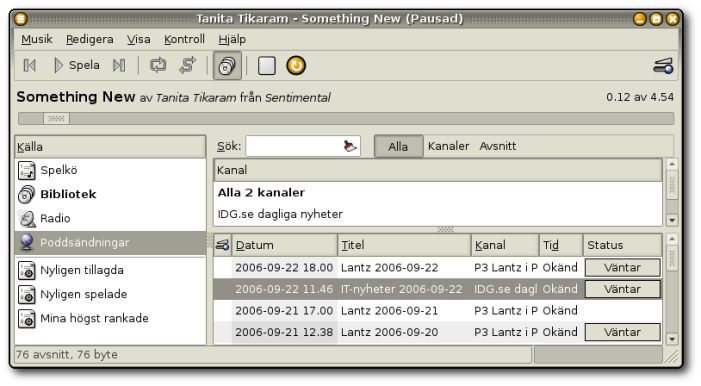 Tanita Tikaram - Something New (Pausad)
Musik Redigera Visa Kontroll Hjälp
Spela
Something New av Tanita Tikaram från Sentimental 0.12 av 4.54
Källa
Spelkö
Bibliotek
Radio
Poddsändningar
Nyligen tillagda
Nyligen spelade
Mina högst rankade
Sök: Alla Kanaler Avsnitt
Kanal
Alla 2 kanaler
IDG.se dagliga nyheter
Datum Titel Kanal Tid Status
2006-09-22 18.00 Lantz 2006-09-22 P3 Lantz i P Okänd Väntar
2006-09-22 11.46 IT-nyheter 2006-09-22 IDG.se dagl Okänd Väntar
2006-09-21 17.00 Lantz 2006-09-21 P3 Lantz i P Okänd
2006-09-21 12.38 Lantz 2006-09-20 P3 Lantz i P Okänd Väntar
76 avsnitt, 76 byte